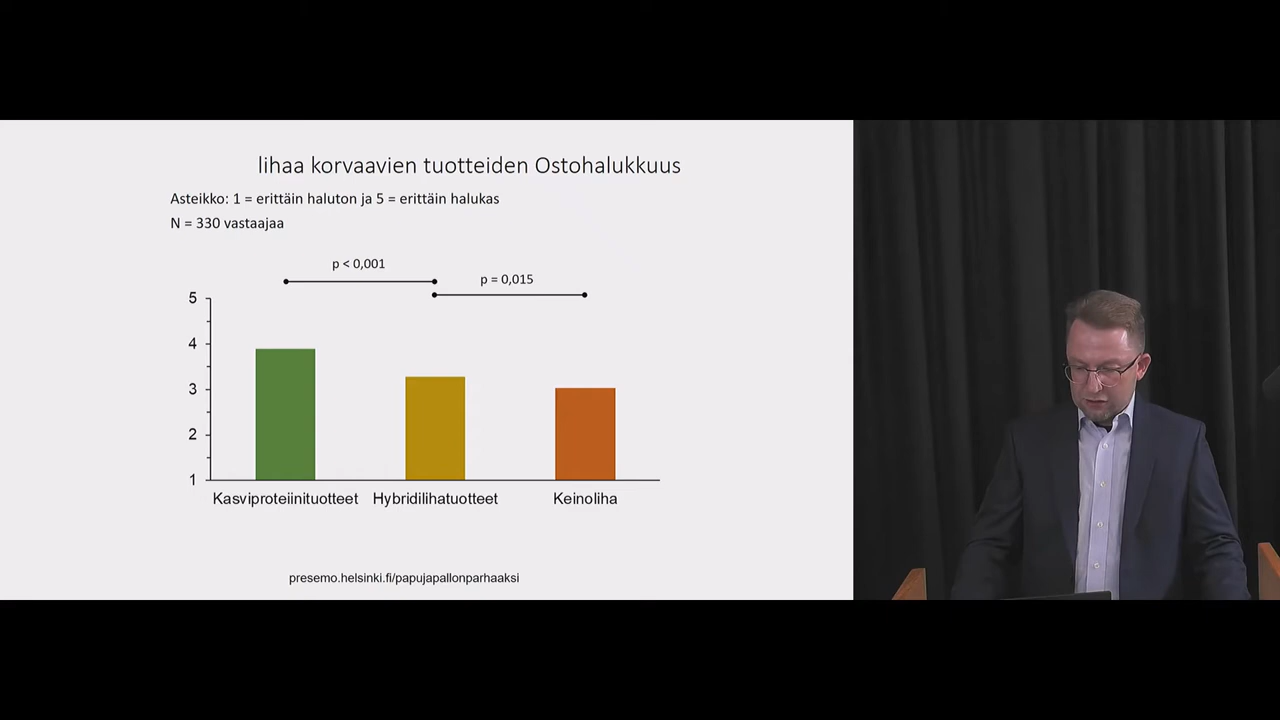 lihaa korvaavien tuotteiden Ostohalukkuus
Asteikko: 1 = erittäin haluton ja 5 = erittäin halukas
N = 330 vastaajaa
p < 0,001
p = 0,015
5
4
3
2
1
Kasviproteiinituotteet Hybridilihatuotteet Keinoliha
presemo.helsinki.fi/papujapallonparhaaksi